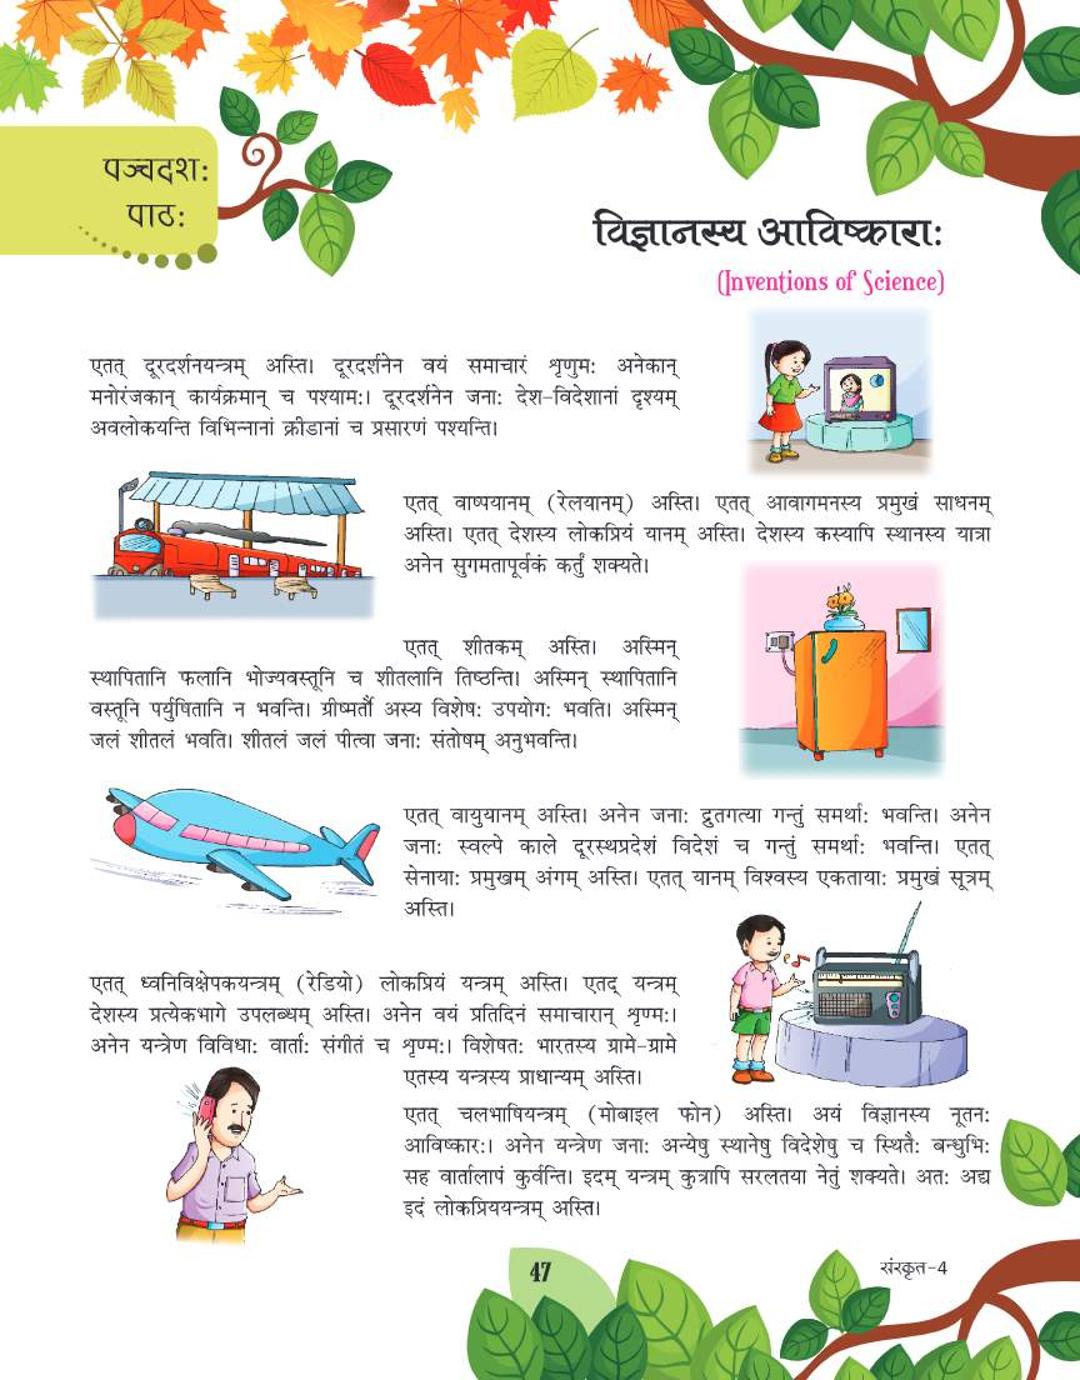 पञ्चदशः
पाठः
विज्ञानस्य आविष्काराः
(Inventions of Science)
एतत् दूरदर्शनयन्त्रम् अस्ति। दूरदर्शनेन वयं समाचारं शृणुमः अनेकान्
मनोरंजकान् कार्यक्रमान् च पश्यामः। दूरदर्शनेन जनाः देश-विदेशानां दृश्यम्
अवलोकयन्ति विभिन्नानां क्रीडानां च प्रसारणं पश्यन्ति।
एतत् वाष्पयानम् (रेलयानम्) अस्ति। एतत् आवागमनस्य प्रमुखं साधनम्
अस्ति। एतत् देशस्य लोकप्रियं यानम् अस्ति। देशस्य कस्यापि स्थानस्य यात्रा
अनेन सुगमतापूर्वकं कर्तुं शक्यते।
एतत् शीतकम् अस्ति। अस्मिन्
स्थापितानि फलानि भोज्यवस्तूनि च शीतलानि तिष्ठन्ति। अस्मिन् स्थापितानि
वस्तूनि पर्युषितानि न भवन्ति। ग्रीष्मर्तौ अस्य विशेषः उपयोगः भवति। अस्मिन्
जलं शीतलं भवति। शीतलं जलं पीत्वा जनाः संतोषम् अनुभवन्ति।
एतत् वायुयानम् अस्ति। अनेन जनाः द्रुतगत्या गन्तुं समर्थाः भवन्ति। अनेन
जनाः स्वल्पे काले दूरस्थप्रदेशं विदेशं च गन्तुं समर्थाः भवन्ति। एतत्
सेनायाः प्रमुखम् अंगम् अस्ति। एतत् यानम् विश्वस्य एकतायाः प्रमुखं सूत्रम्
अस्ति।
एतत् ध्वनिविक्षेपकयन्त्रम् (रेडियो) लोकप्रियं यन्त्रम् अस्ति। एतद् यन्त्रम्
देशस्य प्रत्येकभागे उपलब्धम् अस्ति। अनेन वयं प्रतिदिनं समाचारान् शृण्मः।
अनेन यन्त्रेण विविधाः वार्ताः संगीतं च शृण्मः। विशेषतः भारतस्य ग्रामे-ग्रामे
एतस्य यन्त्रस्य प्राधान्यम् अस्ति।
एतत् चलभाषियन्त्रम् (मोबाइल फोन) अस्ति। अयं विज्ञानस्य नूतनः
आविष्कारः। अनेन यन्त्रेण जनाः अन्येषु स्थानेषु विदेशेषु च स्थितैः बन्धुभिः
सह वार्तालापं कुर्वन्ति। इदम् यन्त्रम् कुत्रापि सरलतया नेतुं शक्यते। अतः अद्य
इदं लोकप्रिययन्त्रम् अस्ति।
47
संस्कृत-4